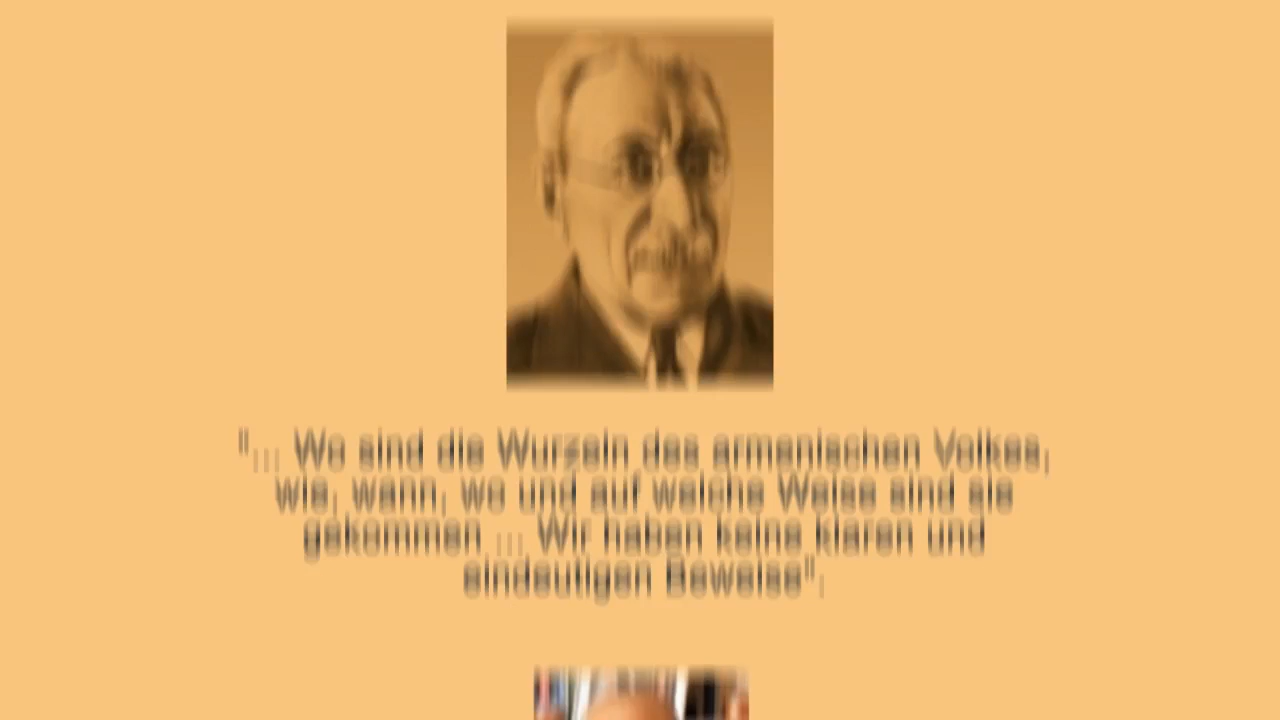 "... Wo sind die Wurzeln des armenischen Volkes,
wie, wann, wo und auf welche Weise sind sie
gekommen ... Wir haben keine klaren und
eindeutigen Beweise".